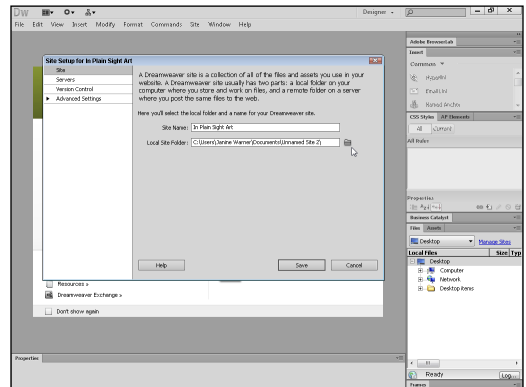 Dw
Designer
File Edit View Insert Modify Format Commands Site Window Help
Adobe BrowserLab
Insert
Common
Hyperlink
Email Link
Named Anchor
CSS Styles AP Elements
All Current
All Rules
Properties
Business Catalyst
Files Assets
Desktop Manage Sites
Local Files Size Typ
Desktop
Computer
Network
Desktop items
Ready Log...
Frames
Site Setup for In Plain Sight Art
Site
Servers
Version Control
Advanced Settings
A Dreamweaver site is a collection of all of the files and assets you use in your
website. A Dreamweaver site usually has two parts: a local folder on your
computer where you store and work on files, and a remote folder on a server
where you post the same files to the web.
Here you'll select the local folder and a name for your Dreamweaver site.
Site Name: In Plain Sight Art
Local Site Folder: C:\Users\Janine Warner\Documents\Unnamed Site 2\
Help Save Cancel
Resources »
Dreamweaver Exchange »
Don't show again
Properties